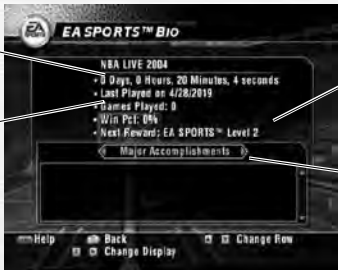 EA SPORTS™ BIO
NBA LIVE 2004
• 0 Days, 0 Hours, 20 Minutes, 4 seconds
• Last Played on 4/28/2019
• Games Played: 0
• Win Pct: 0%
• Next Reward: EA SPORTS™ Level 2
Major Accomplishments
Help Back Change Row
Change Display